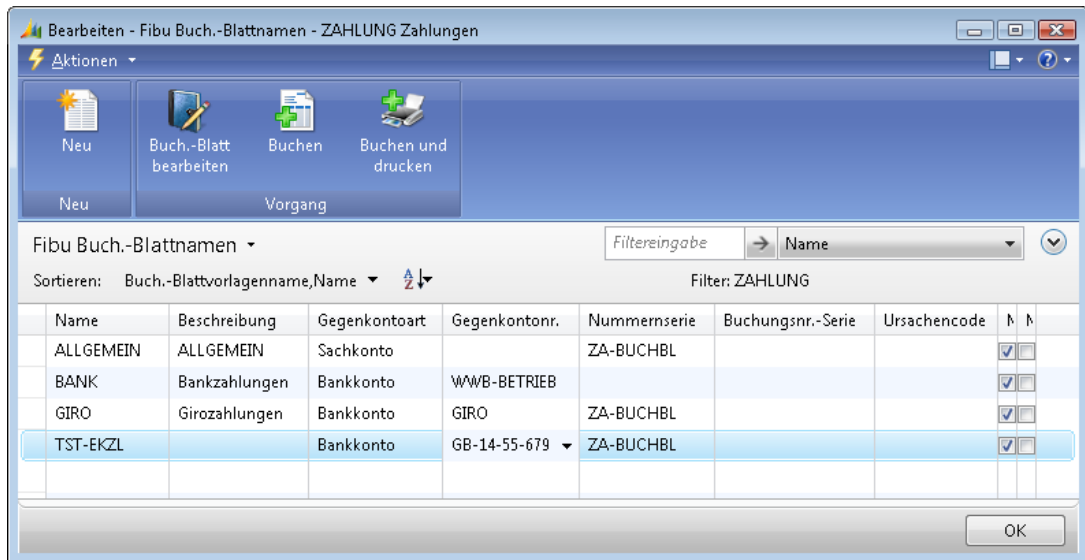 Bearbeiten - Fibu Buch.-Blattnamen - ZAHLUNG Zahlungen
Aktionen
Neu
Buch.-Blatt bearbeiten
Buchen
Buchen und drucken
Neu
Vorgang
Fibu Buch.-Blattnamen
Filtereingabe
Name
Sortieren: Buch.-Blattvorlagenname,Name
Filter: ZAHLUNG
Name Beschreibung Gegenkontoart Gegenkontonr. Nummernserie Buchungsnr.-Serie Ursachencode
ALLGEMEIN ALLGEMEIN Sachkonto ZA-BUCHBL
BANK Bankzahlungen Bankkonto WWB-BETRIEB
GIRO Girozahlungen Bankkonto GIRO ZA-BUCHBL
TST-EKZL Bankkonto GB-14-55-679 ZA-BUCHBL
OK